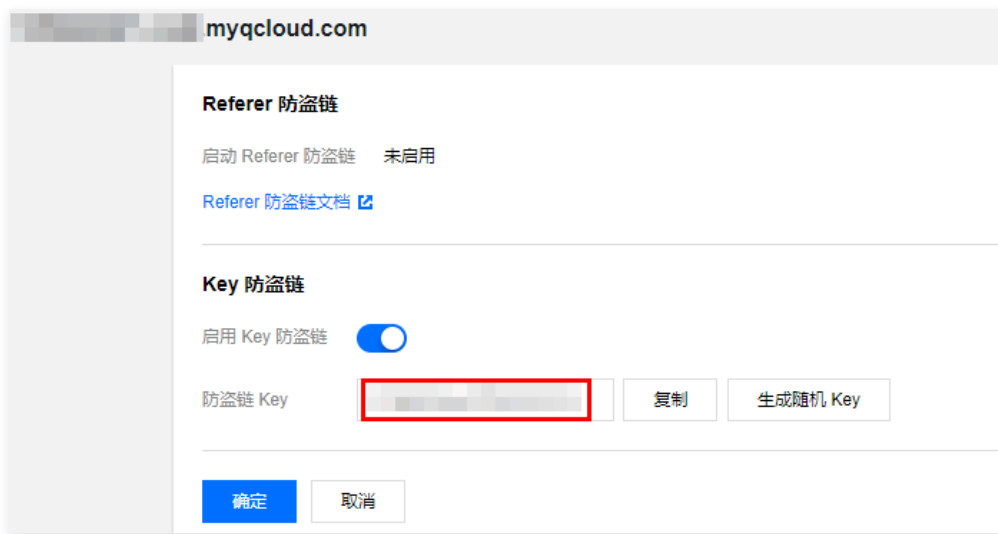 .myqcloud.com
Referer 防盗链
启动 Referer 防盗链 未启用
Referer 防盗链文档
Key 防盗链
启用 Key 防盗链
防盗链 Key 复制 生成随机 Key
确定 取消